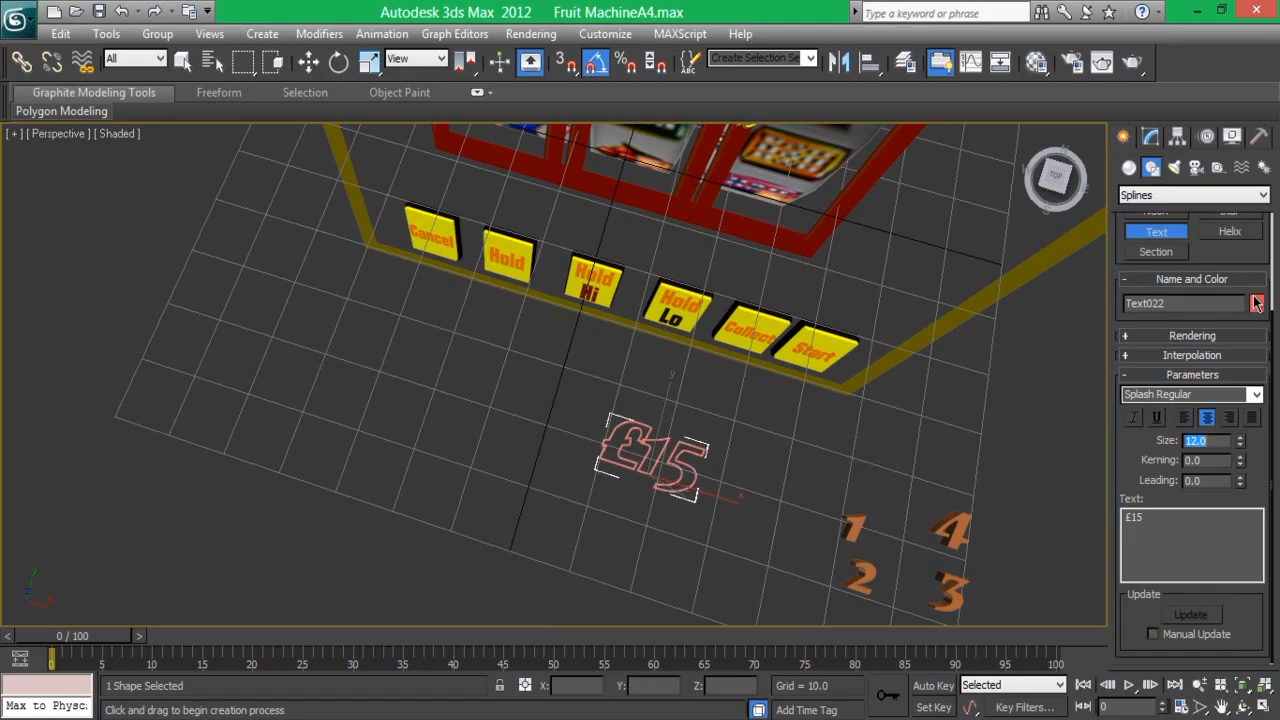 Autodesk 3ds Max 2012 Fruit MachineA4.max
Type a keyword or phrase
Edit Tools Group Views Create Modifiers Animation Graph Editors Rendering Customize MAXScript Help
All View 3 Create Selection Se
Graphite Modeling Tools Freeform Selection Object Paint
Polygon Modeling
[ + ] [ Perspective ] [ Shaded ]
TOP
Splines
Text Helix
Section
- Name and Color
Text022
+ Rendering
+ Interpolation
- Parameters
Splash Regular
Size: 12.0
Kerning: 0.0
Leading: 0.0
Text:
£15
Update
Update
Manual Update
Cancel
Hold
Hold
Hi
Hold
Lo
Collect
Start
y
£15
x
1 4
2 3
y
x
< 0 / 100 >
0 5 10 15 20 25 30 35 40 45 50 55 60 65 70 75 80 85 90 95 100
1 Shape Selected X: Y: Z: Grid = 10.0 Auto Key Selected
Max to Physc Click and drag to begin creation process Add Time Tag Set Key Key Filters... 0